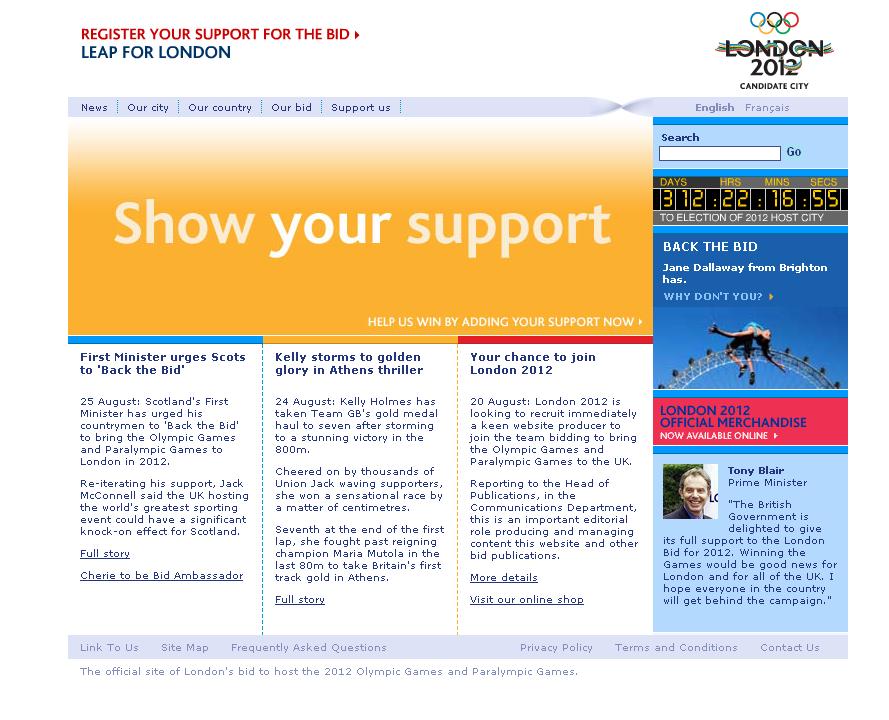 REGISTER YOUR SUPPORT FOR THE BID
LEAP FOR LONDON
LONDON
2012
CANDIDATE CITY
News
Our city
Our country
Our bid
Support us
English
Français
Show your support
HELP US WIN BY ADDING YOUR SUPPORT NOW
Search
Go
DAYS HRS MINS SECS
312:22:16:55
TO ELECTION OF 2012 HOST CITY
BACK THE BID
Jane Dallaway from Brighton
has.
WHY DON'T YOU?
LONDON 2012
OFFICIAL MERCHANDISE
NOW AVAILABLE ONLINE
Tony Blair
Prime Minister
"The British
Government is
delighted to give
its full support to the London
Bid for 2012. Winning the
Games would be good news for
London and for all of the UK. I
hope everyone in the country
will get behind the campaign."
First Minister urges Scots
to 'Back the Bid'
25 August: Scotland's First
Minister has urged his
countrymen to 'Back the Bid'
to bring the Olympic Games
and Paralympic Games to
London in 2012.
Re-iterating his support, Jack
McConnell said the UK hosting
the world's greatest sporting
event could have a significant
knock-on effect for Scotland.
Full story
Cherie to be Bid Ambassador
Kelly storms to golden
glory in Athens thriller
24 August: Kelly Holmes has
taken Team GB's gold medal
haul to seven after storming
to a stunning victory in the
800m.
Cheered on by thousands of
Union Jack waving supporters,
she won a sensational race by
a matter of centimetres.
Seventh at the end of the first
lap, she fought past reigning
champion Maria Mutola in the
last 80m to take Britain's first
track gold in Athens.
Full story
Your chance to join
London 2012
20 August: London 2012 is
looking to recruit immediately
a keen website producer to
join the team bidding to bring
the Olympic Games and
Paralympic Games to the UK.
Reporting to the Head of
Publications, in the
Communications Department,
this is an important editorial
role producing and managing
content this website and other
bid publications.
More details
Visit our online shop
Link To Us
Site Map
Frequently Asked Questions
Privacy Policy
Terms and Conditions
Contact Us
The official site of London's bid to host the 2012 Olympic Games and Paralympic Games.